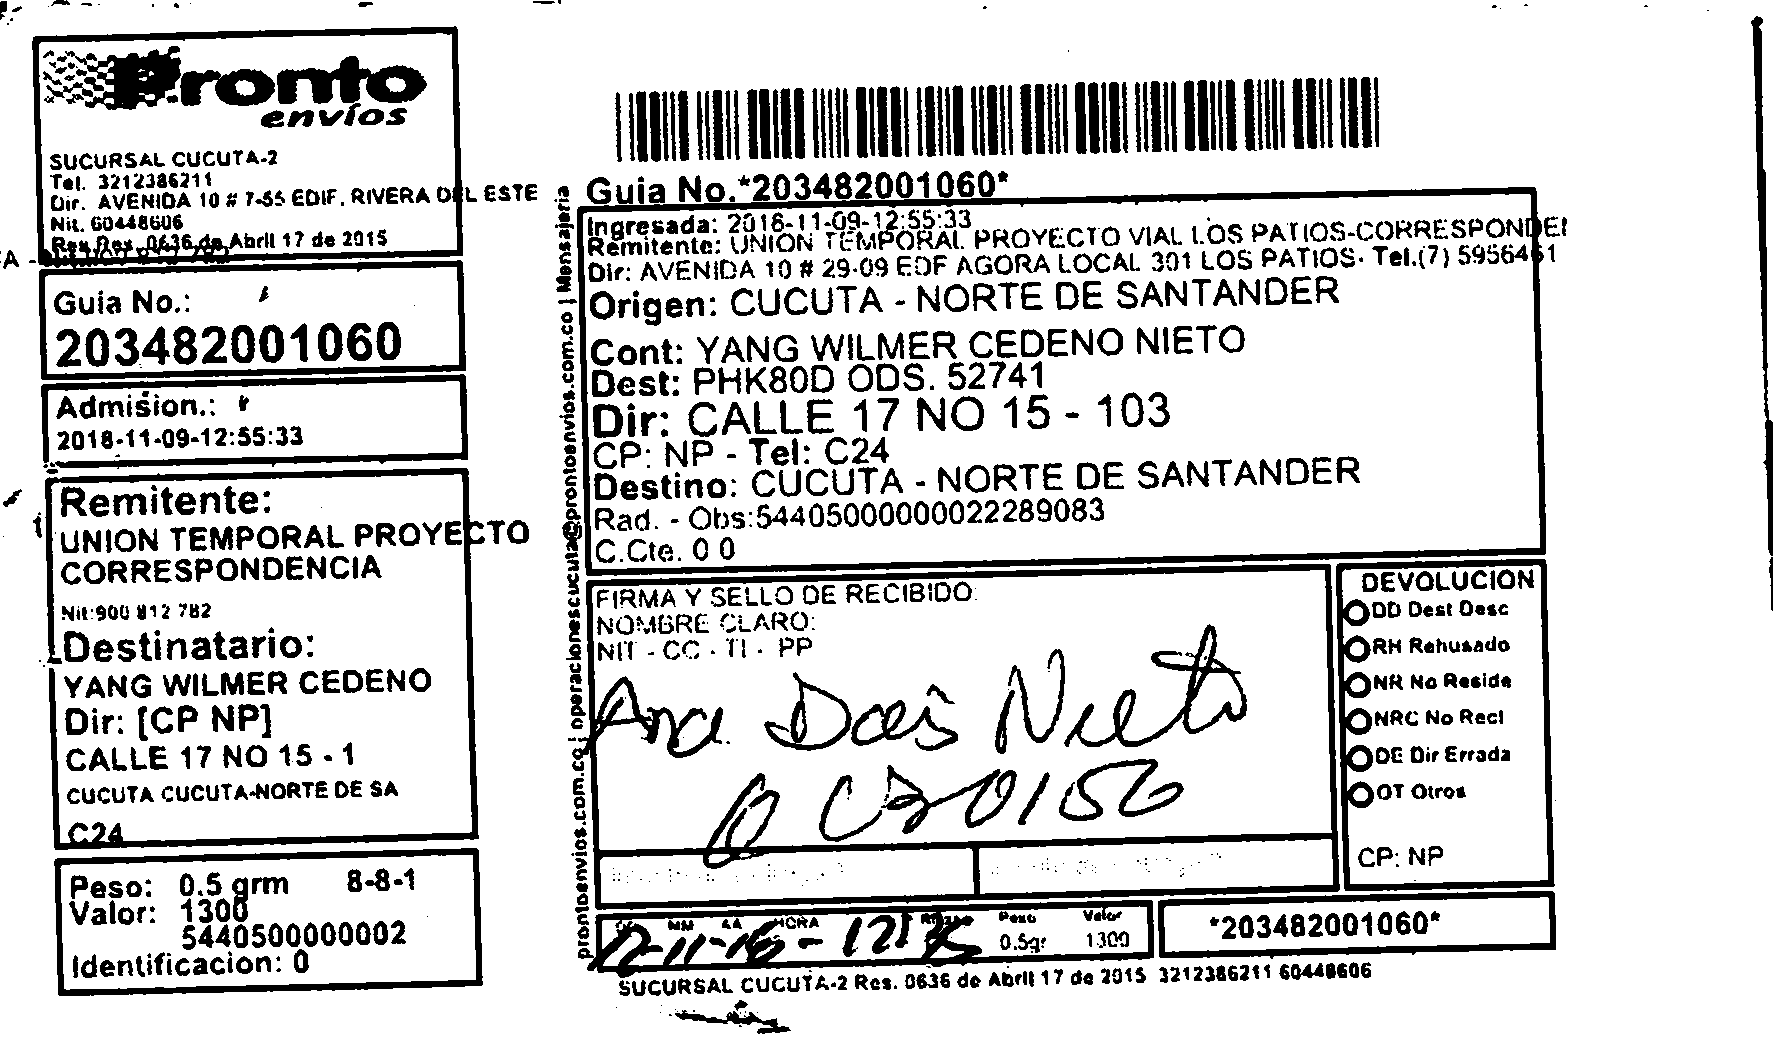 Pronto
envíos
SUCURSAL CUCUTA-2
Tel. 3212386211
Dir. AVENIDA 10 # 7-55 EDIF. RIVERA DEL ESTE
Nit. 60448606
Res. 0636 de Abril 17 de 2015
Guia No.:
203482001060
Admision.:
2018-11-09-12:55:33
Remitente:
UNION TEMPORAL PROYECTO
CORRESPONDENCIA
Nit:900 812 782
Destinatario:
YANG WILMER CEDENO
Dir: [CP NP]
CALLE 17 NO 15 - 1
CUCUTA CUCUTA-NORTE DE SA
C24
Peso: 0.5 grm 8-8-1
Valor: 1300
5440500000002
Identificacion: 0
prontoenvios.com.co | operacionescucuta@prontoenvios.com.co | Mensajeria
Guia No.*203482001060*
Ingresada: 2018-11-09-12:55:33
Remitente: UNION TEMPORAL PROYECTO VIAL LOS PATIOS-CORRESPONDEI
Dir: AVENIDA 10 # 29-09 EDF AGORA LOCAL 301 LOS PATIOS- Tel.(7) 5956461
Origen: CUCUTA - NORTE DE SANTANDER
Cont: YANG WILMER CEDENO NIETO
Dest: PHK80D ODS. 52741
Dir: CALLE 17 NO 15 - 103
CP: NP - Tel: C24
Destino: CUCUTA - NORTE DE SANTANDER
Rad. - Obs:54405000000022289083
C.Cte. 0 0
FIRMA Y SELLO DE RECIBIDO:
NOMBRE CLARO:
NIT - CC - TI - PP
Ana Dois Nieto
DEVOLUCION
DD Dest Desc
RH Rehusado
NR No Reside
NRC No Recl
DE Dir Errada
OT Otros
CP: NP
MM AA HORA Peso Valor
0.5gr 1300
*203482001060*
SUCURSAL CUCUTA-2 Res. 0636 de Abril 17 de 2015 3212386211 60448606